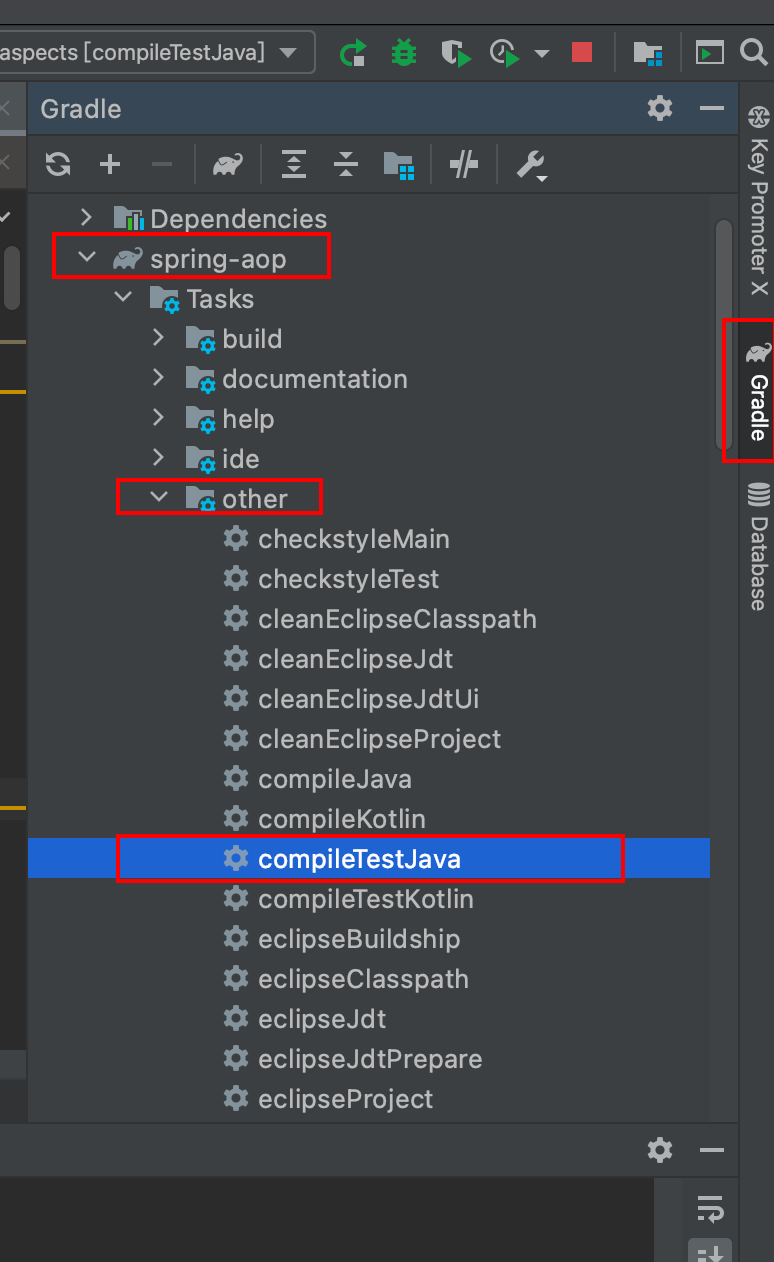 aspects [compileTestJava]
Gradle
Dependencies
spring-aop
Tasks
build
documentation
help
ide
other
checkstyleMain
checkstyleTest
cleanEclipseClasspath
cleanEclipseJdt
cleanEclipseJdtUi
cleanEclipseProject
compileJava
compileKotlin
compileTestJava
compileTestKotlin
eclipseBuildship
eclipseClasspath
eclipseJdt
eclipseJdtPrepare
eclipseProject
Key Promoter X
Gradle
Database